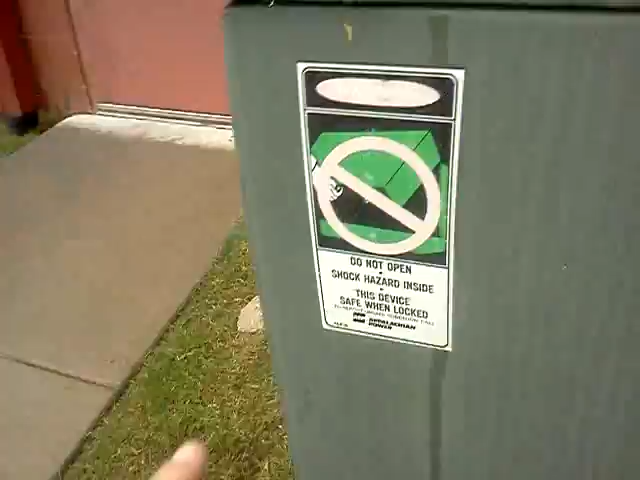 DO NOT OPEN
SHOCK HAZARD INSIDE
THIS DEVICE
SAFE WHEN LOCKED
APPALACHIAN
POWER